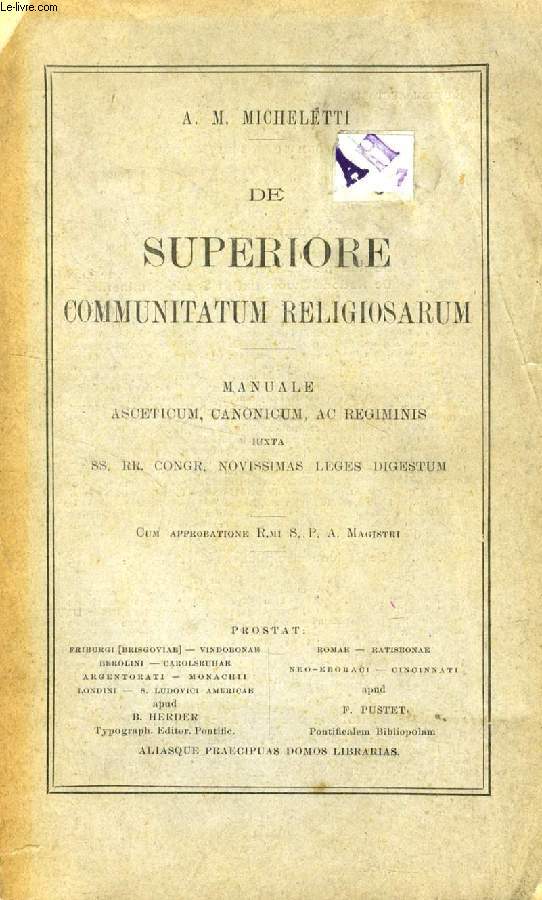 Le-livre.com
A. M. MICHELETTI
DE
SUPERIORE
COMMUNITATUM RELIGIOSARUM
MANUALE
ASCETICUM, CANONICUM, AC REGIMINIS
IUXTA
SS. RR. CONGR. NOVISSIMAS LEGES DIGESTUM
CUM APPROBATIONE R.MI S. P. A. MAGISTRI
PROSTAT:
FRIBURGI [BRISGOVIAE] — VINDOBONAE
BEROLINI — CAROLSRUHAE
ARGENTORATI — MONACHII
LONDINI — S. LUDOVICI AMERICAE
apud
B. HERDER
Typograph. Editor. Pontific.
ROMAE — RATISBONAE
NEO-EBORACI — CINCINNATI
apud
F. PUSTET
Pontificalem Bibliopolam
ALIASQUE PRAECIPUAS DOMOS LIBRARIAS.